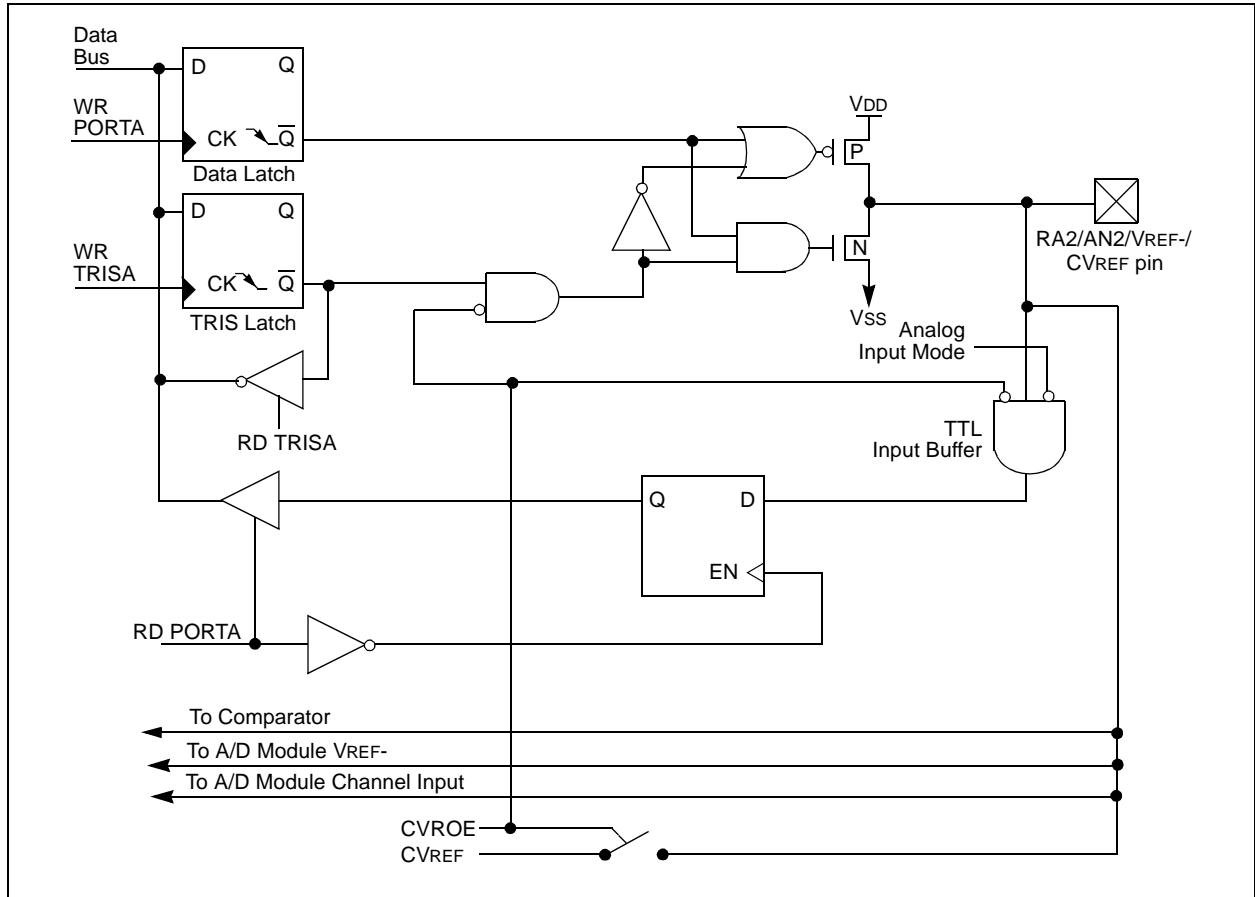 Data
Bus
D
Q
WR
PORTA
CK
Q̅
Data Latch
D
Q
WR
TRISA
CK
Q̅
TRIS Latch
RD TRISA
VDD
P
N
VSS
RA2/AN2/VREF-/
CVREF pin
Analog
Input Mode
TTL
Input Buffer
Q
D
EN
RD PORTA
To Comparator
To A/D Module VREF-
To A/D Module Channel Input
CVROE
CVREF